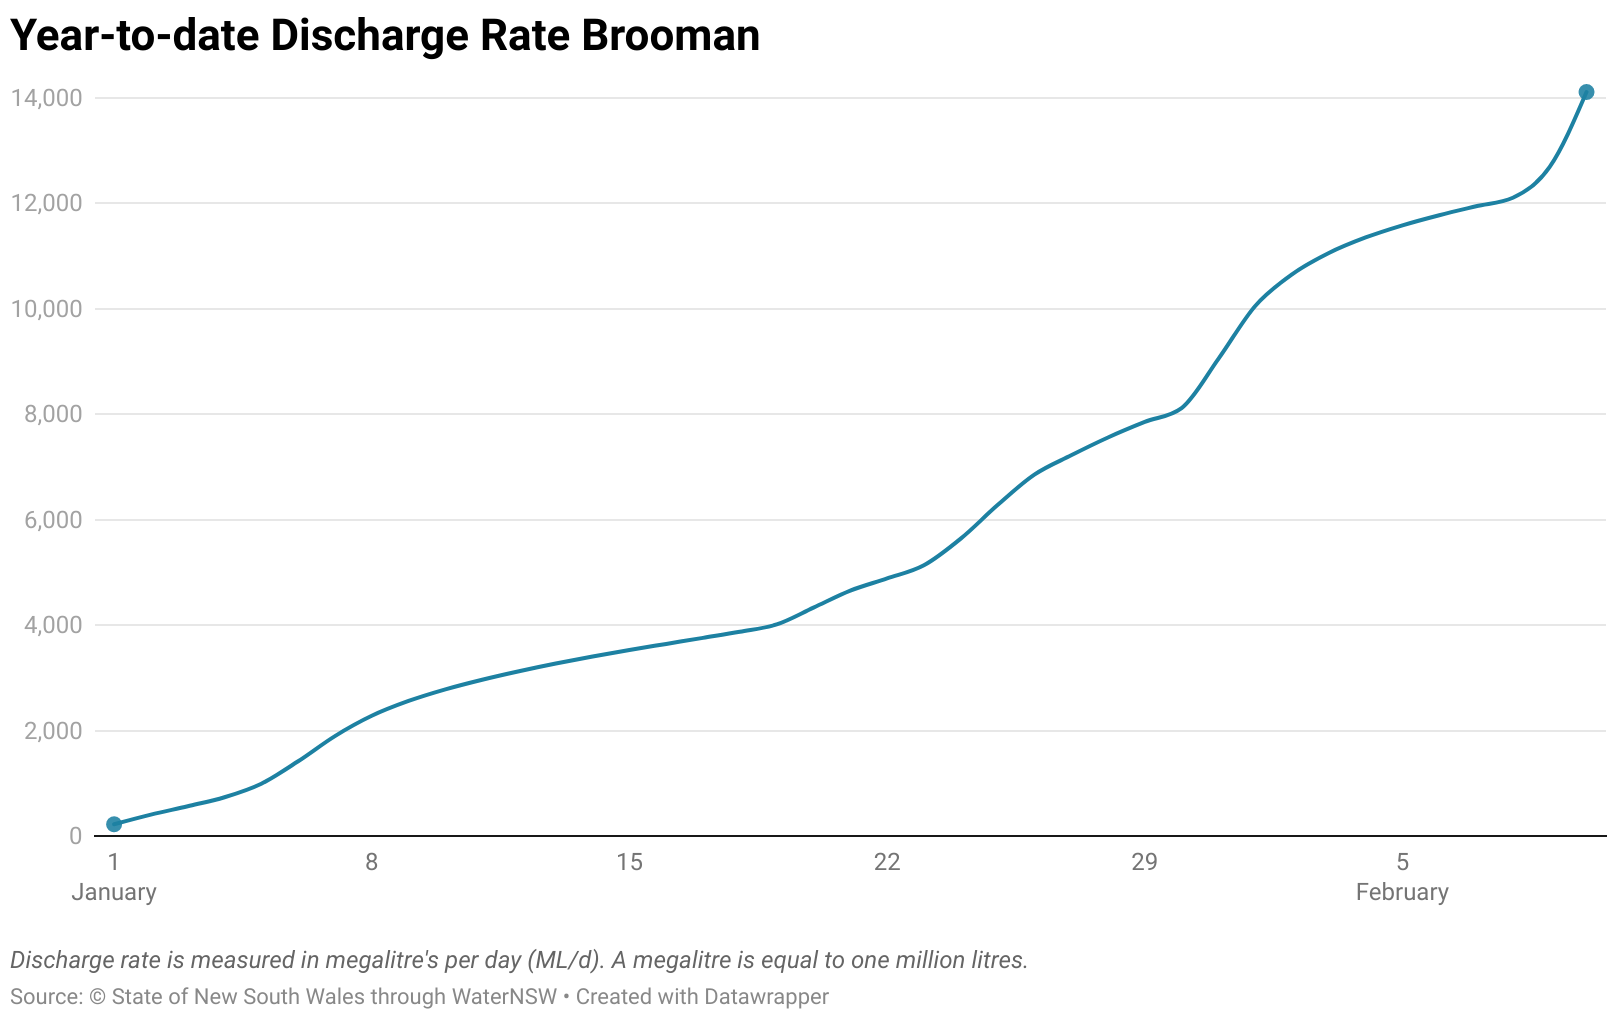 Year-to-date Discharge Rate Brooman
14,000
12,000
10,000
8,000
6,000
4,000
2,000
0
1 8 15 22 29 5
January February
Discharge rate is measured in megalitre's per day (ML/d). A megalitre is equal to one million litres.
Source: © State of New South Wales through WaterNSW • Created with Datawrapper